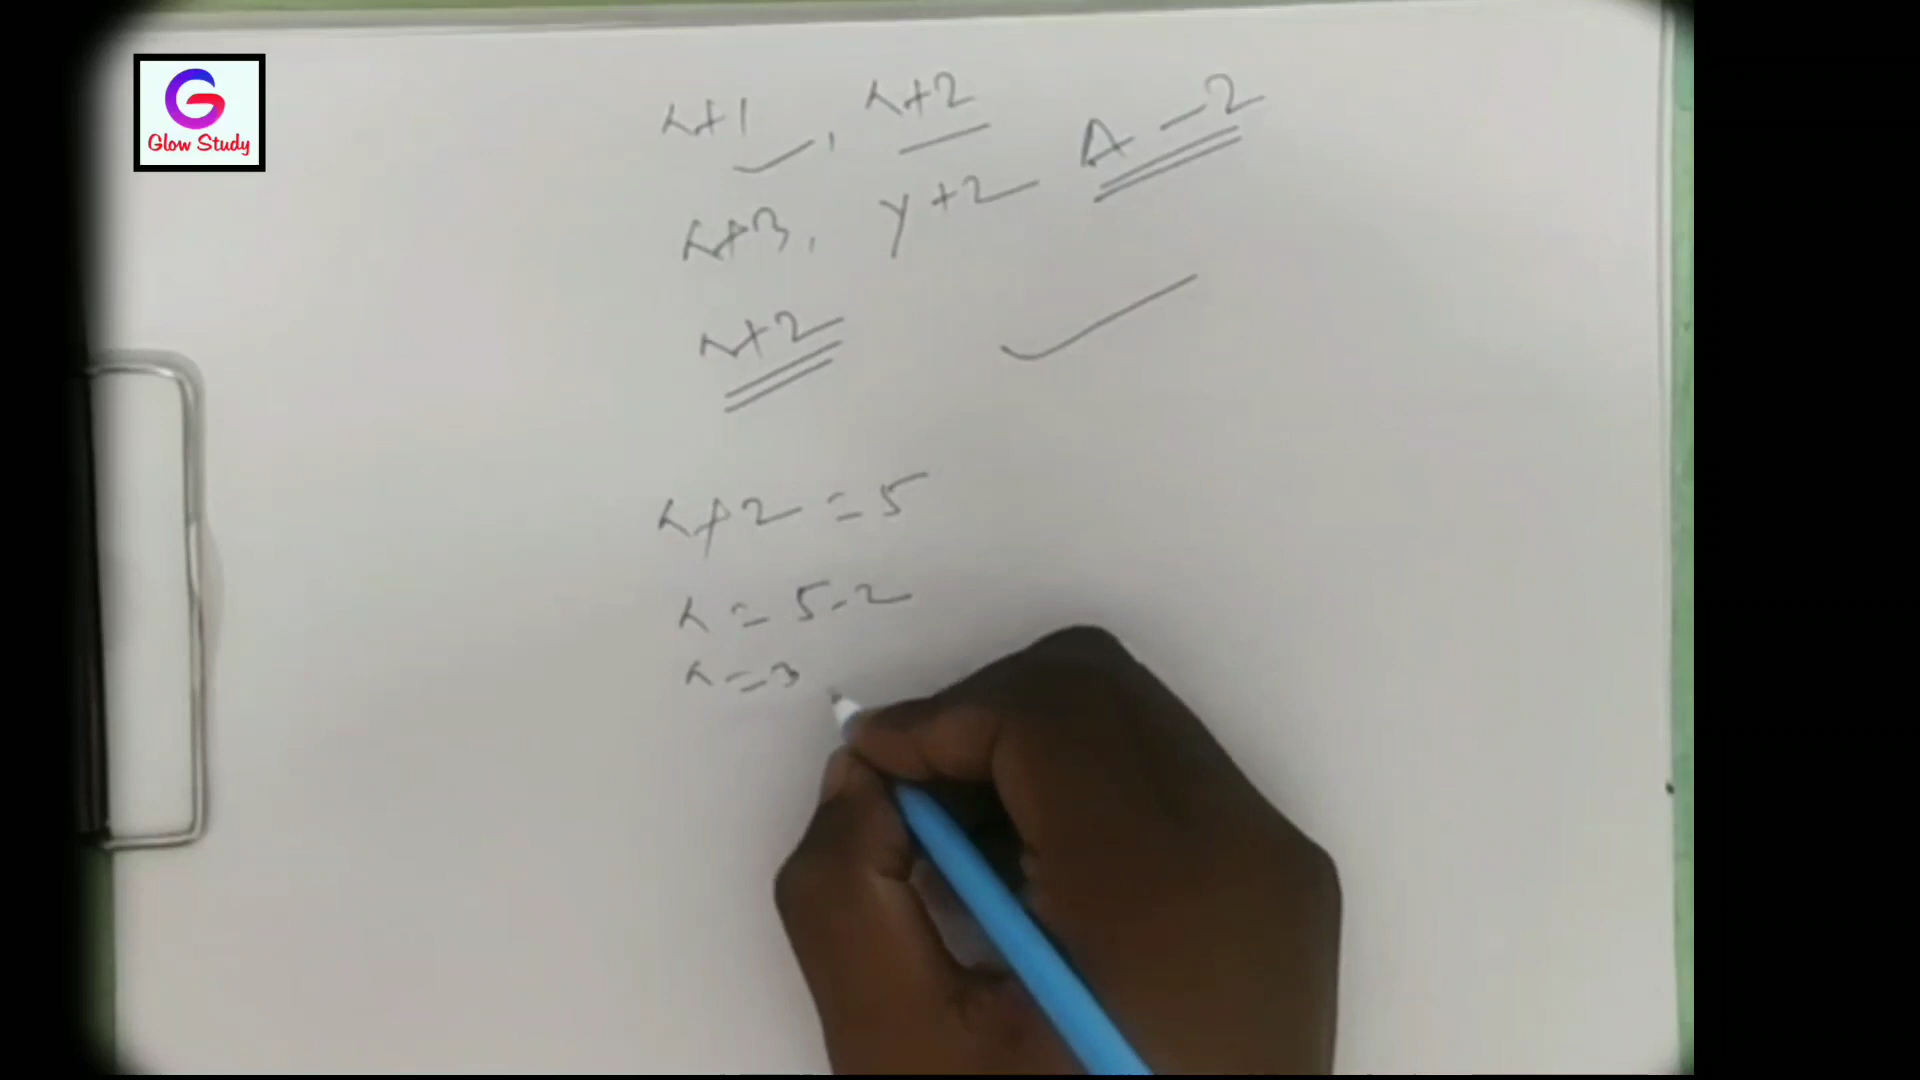 G
Glow Study
x+1, x+2
A-2
x+3, y+2
x+2
x+2=5
x=5-2
x=3